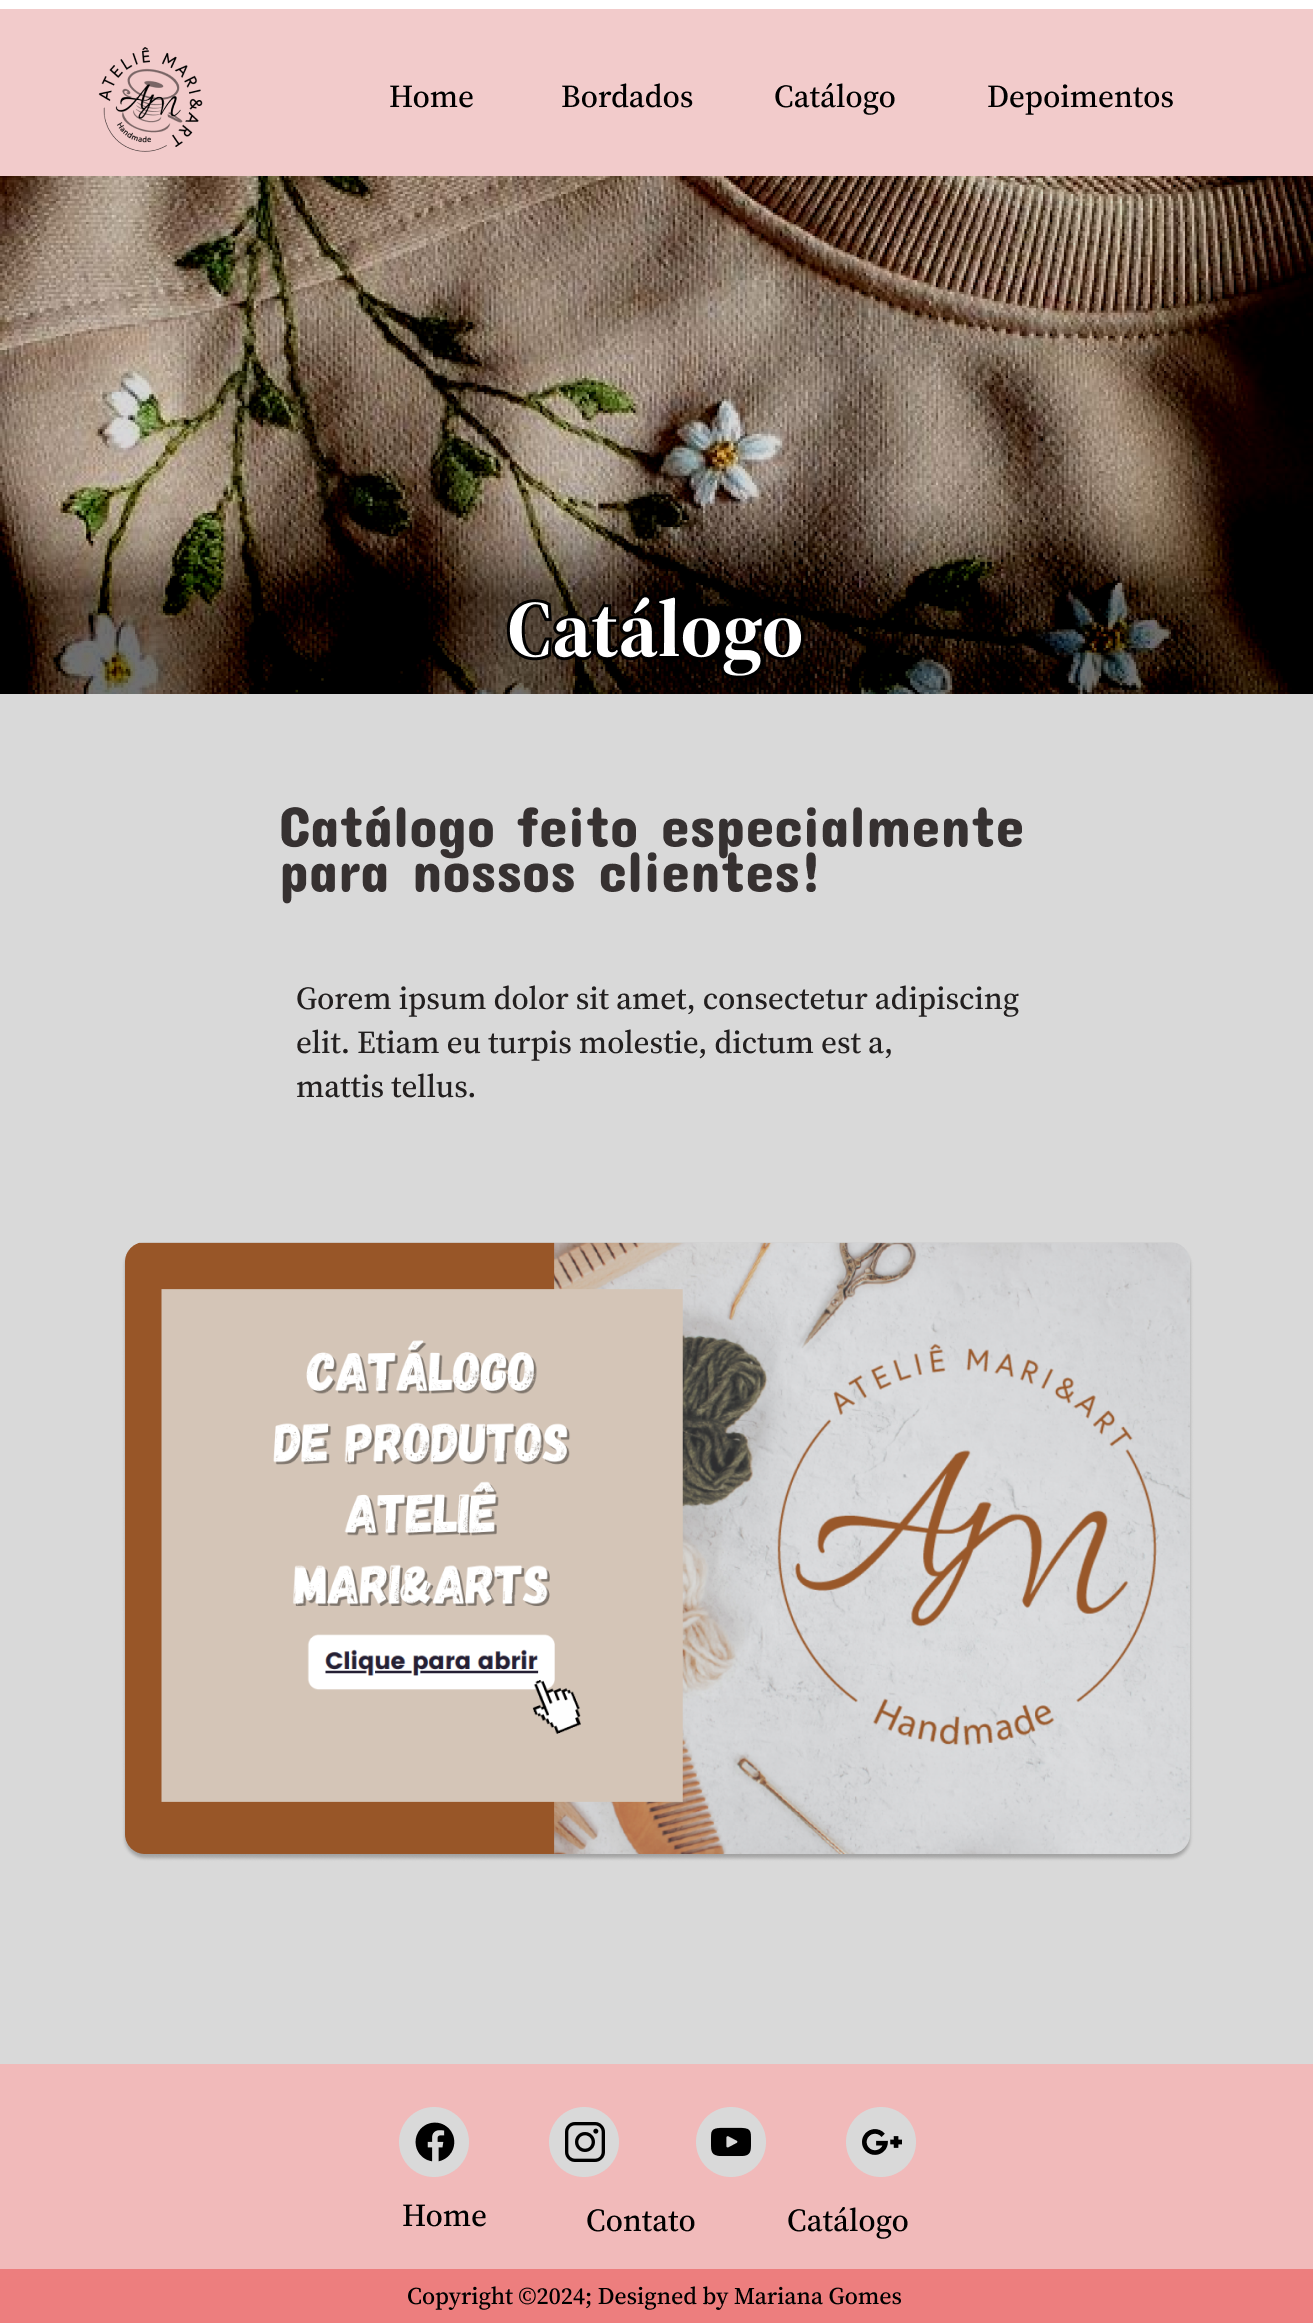 ATELIÊ MARI&ART
AM
Handmade
Home Bordados Catálogo Depoimentos
Catálogo
Catálogo feito especialmente
para nossos clientes!
Gorem ipsum dolor sit amet, consectetur adipiscing
elit. Etiam eu turpis molestie, dictum est a,
mattis tellus.
CATÁLOGO
DE PRODUTOS
ATELIÊ
MARI&ARTS
Clique para abrir
ATELIÊ MARI&ART
AM
Handmade
G+
Home Contato Catálogo
Copyright ©2024; Designed by Mariana Gomes